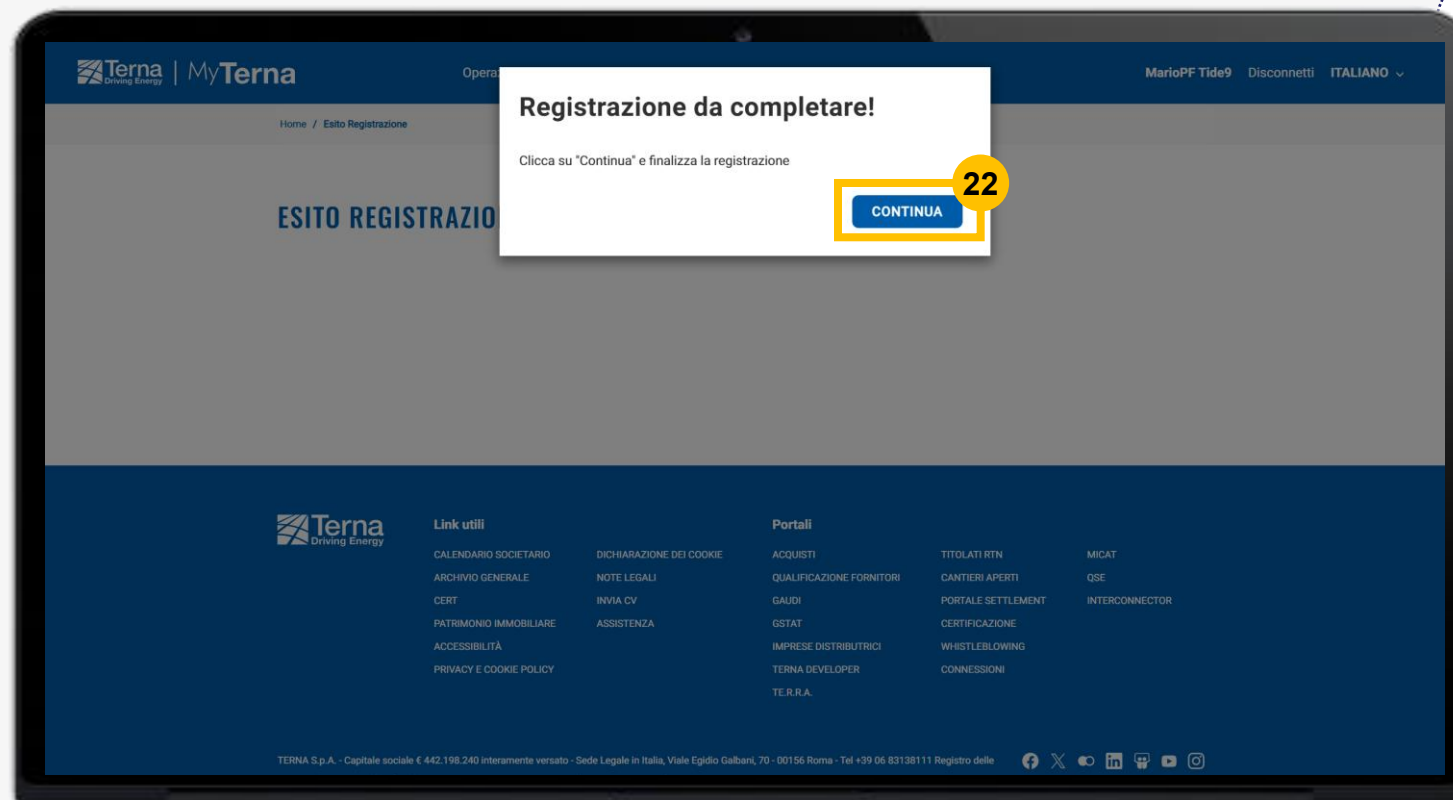 Terna
Driving Energy
MyTerna
Opera
MarioPF Tide9 Disconnetti ITALIANO
Home / Esito Registrazione
Registrazione da completare!
Clicca su "Continua" e finalizza la registrazione
22
CONTINUA
ESITO REGISTRAZIO
Terna
Driving Energy
Link utili
CALENDARIO SOCIETARIO
ARCHIVIO GENERALE
CERT
PATRIMONIO IMMOBILIARE
ACCESSIBILITÀ
PRIVACY E COOKIE POLICY
DICHIARAZIONE DEI COOKIE
NOTE LEGALI
INVIA CV
ASSISTENZA
Portali
ACQUISTI
QUALIFICAZIONE FORNITORI
GAUDI
GSTAT
IMPRESE DISTRIBUTRICI
TERNA DEVELOPER
TE.R.R.A.
TITOLATI RTN
CANTIERI APERTI
PORTALE SETTLEMENT
CERTIFICAZIONE
WHISTLEBLOWING
CONNESSIONI
MICAT
QSE
INTERCONNECTOR
TERNA S.p.A. - Capitale sociale € 442.198.240 interamente versato - Sede Legale in Italia, Viale Egidio Galbani, 70 - 00156 Roma - Tel +39 06 83138111 Registro delle